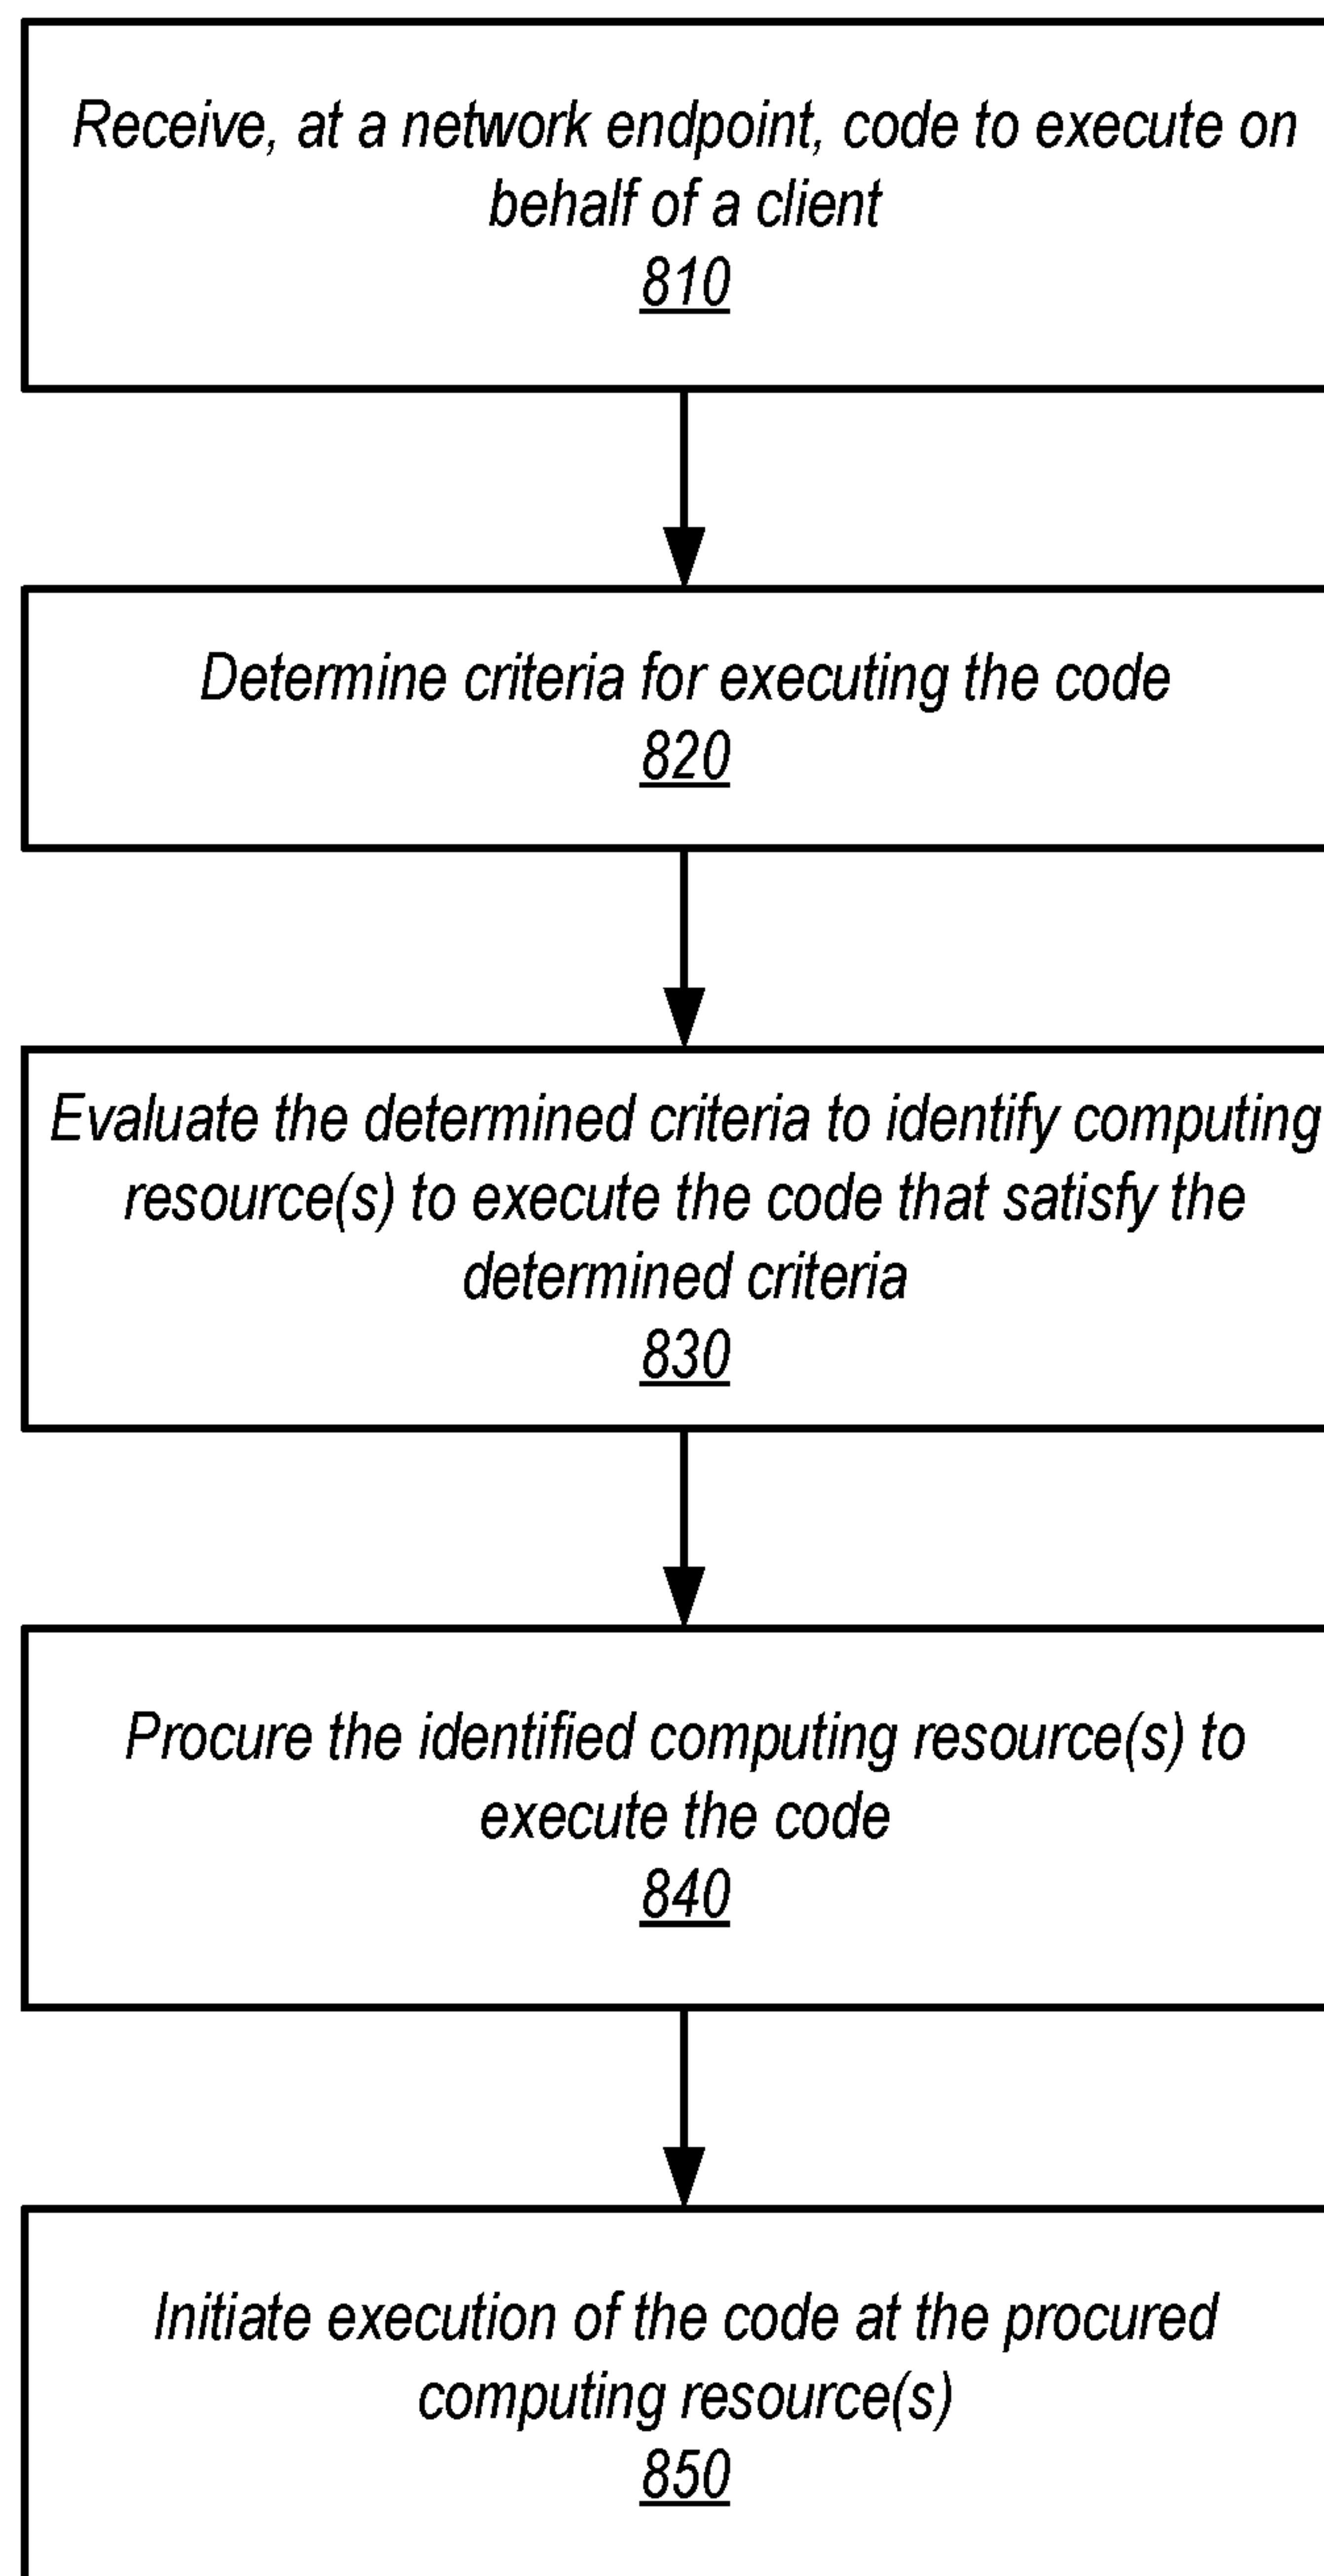 Receive, at a network endpoint, code to execute on
behalf of a client
810
Determine criteria for executing the code
820
Evaluate the determined criteria to identify computing
resource(s) to execute the code that satisfy the
determined criteria
830
Procure the identified computing resource(s) to
execute the code
840
Initiate execution of the code at the procured
computing resource(s)
850